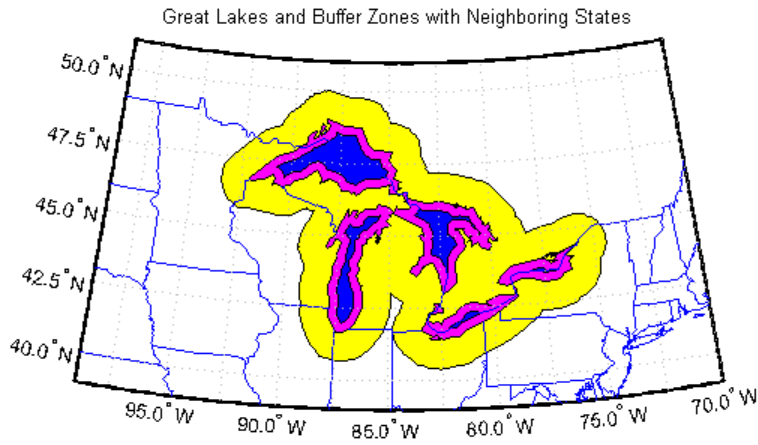 Great Lakes and Buffer Zones with Neighboring States
50.0° N
47.5° N
45.0° N
42.5° N
40.0° N
95.0° W
90.0° W
85.0° W
80.0° W
75.0° W
70.0° W